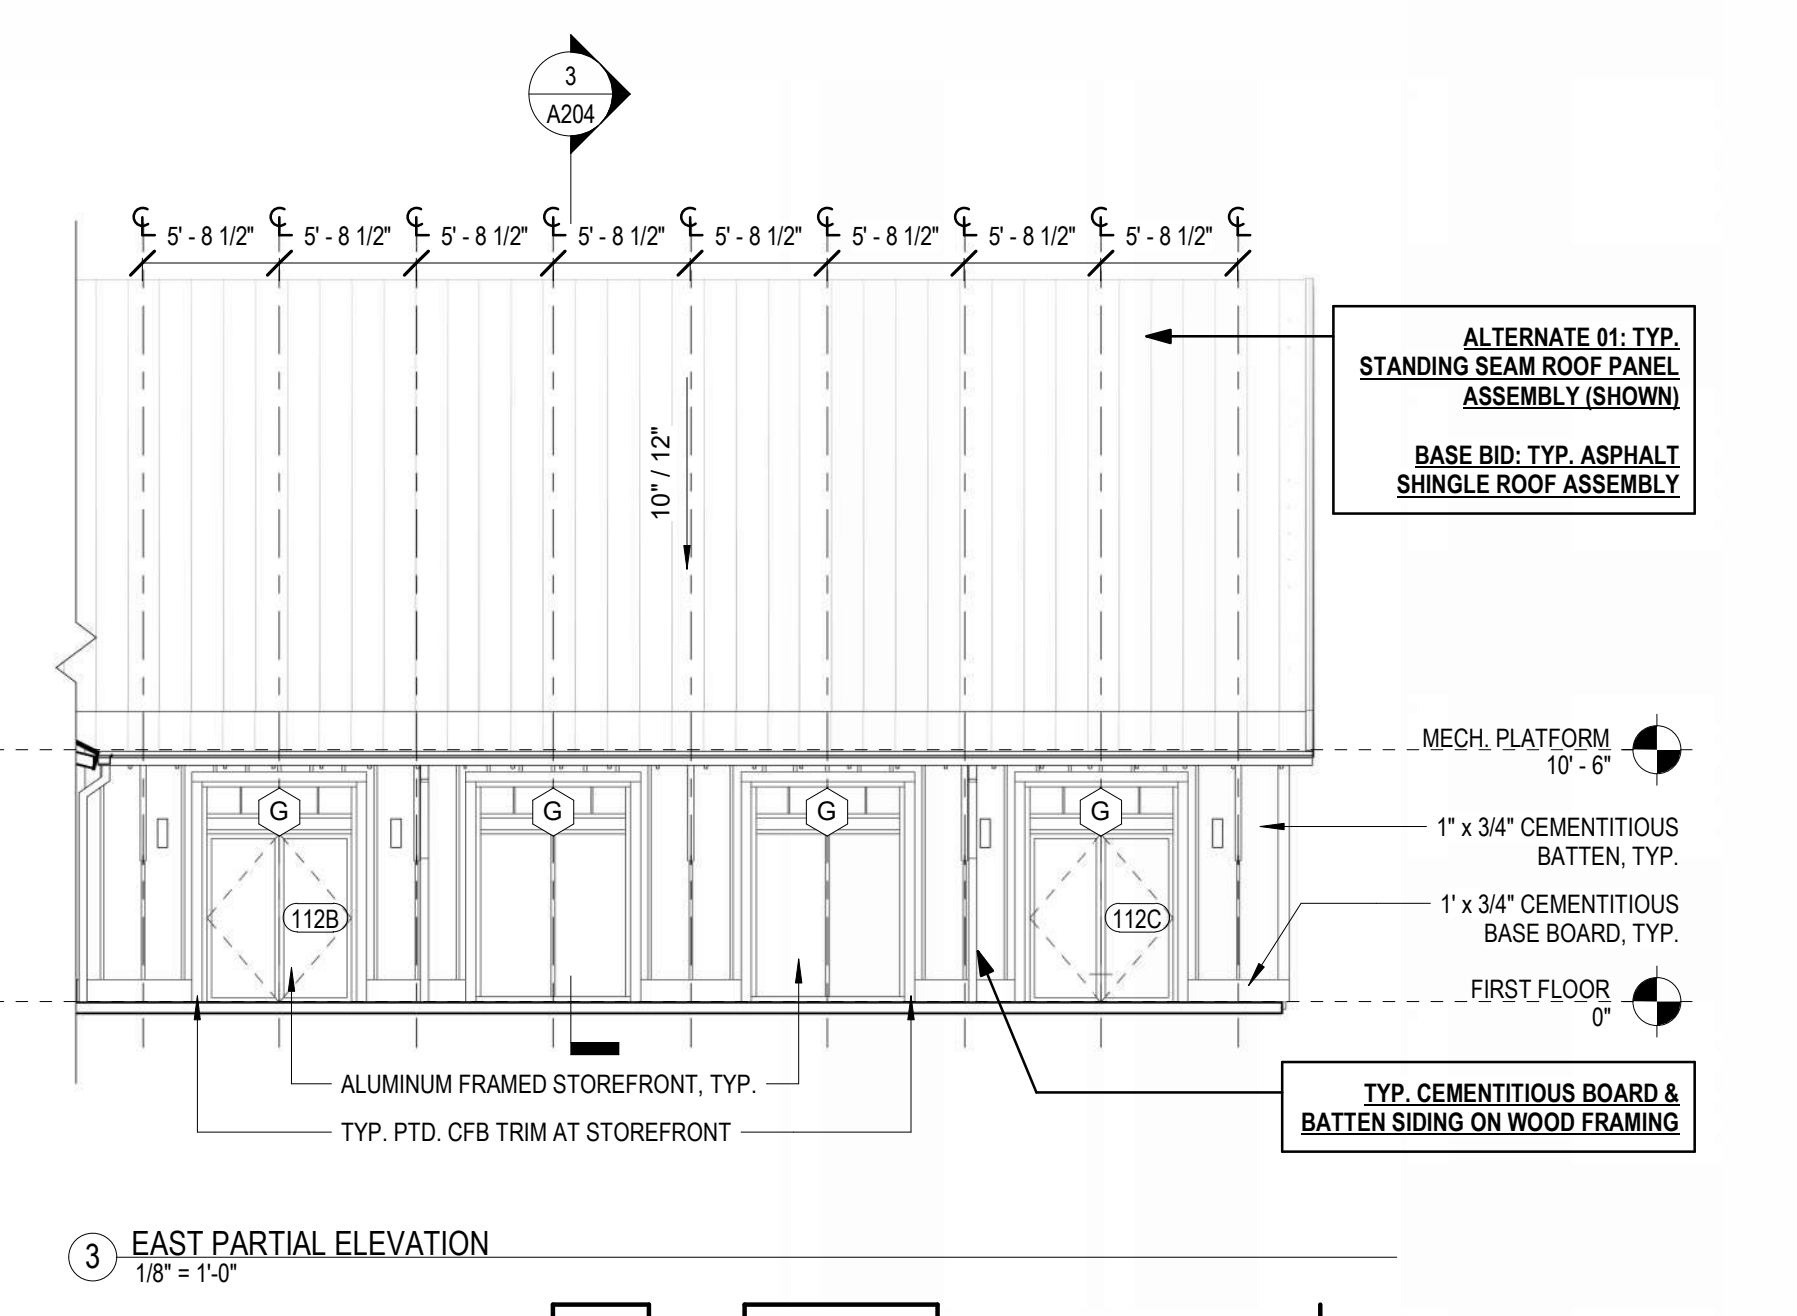 3
A204
℄ 5' - 8 1/2" ℄ 5' - 8 1/2" ℄ 5' - 8 1/2" ℄ 5' - 8 1/2" ℄ 5' - 8 1/2" ℄ 5' - 8 1/2" ℄ 5' - 8 1/2" ℄ 5' - 8 1/2" ℄
ALTERNATE 01: TYP.
STANDING SEAM ROOF PANEL
ASSEMBLY (SHOWN)
BASE BID: TYP. ASPHALT
SHINGLE ROOF ASSEMBLY
10" / 12"
MECH. PLATFORM
10' - 6"
G G G G
1" x 3/4" CEMENTITIOUS
BATTEN, TYP.
112B 112C
1' x 3/4" CEMENTITIOUS
BASE BOARD, TYP.
FIRST FLOOR
0"
ALUMINUM FRAMED STOREFRONT, TYP.
TYP. PTD. CFB TRIM AT STOREFRONT
TYP. CEMENTITIOUS BOARD &
BATTEN SIDING ON WOOD FRAMING
3 EAST PARTIAL ELEVATION
1/8" = 1'-0"